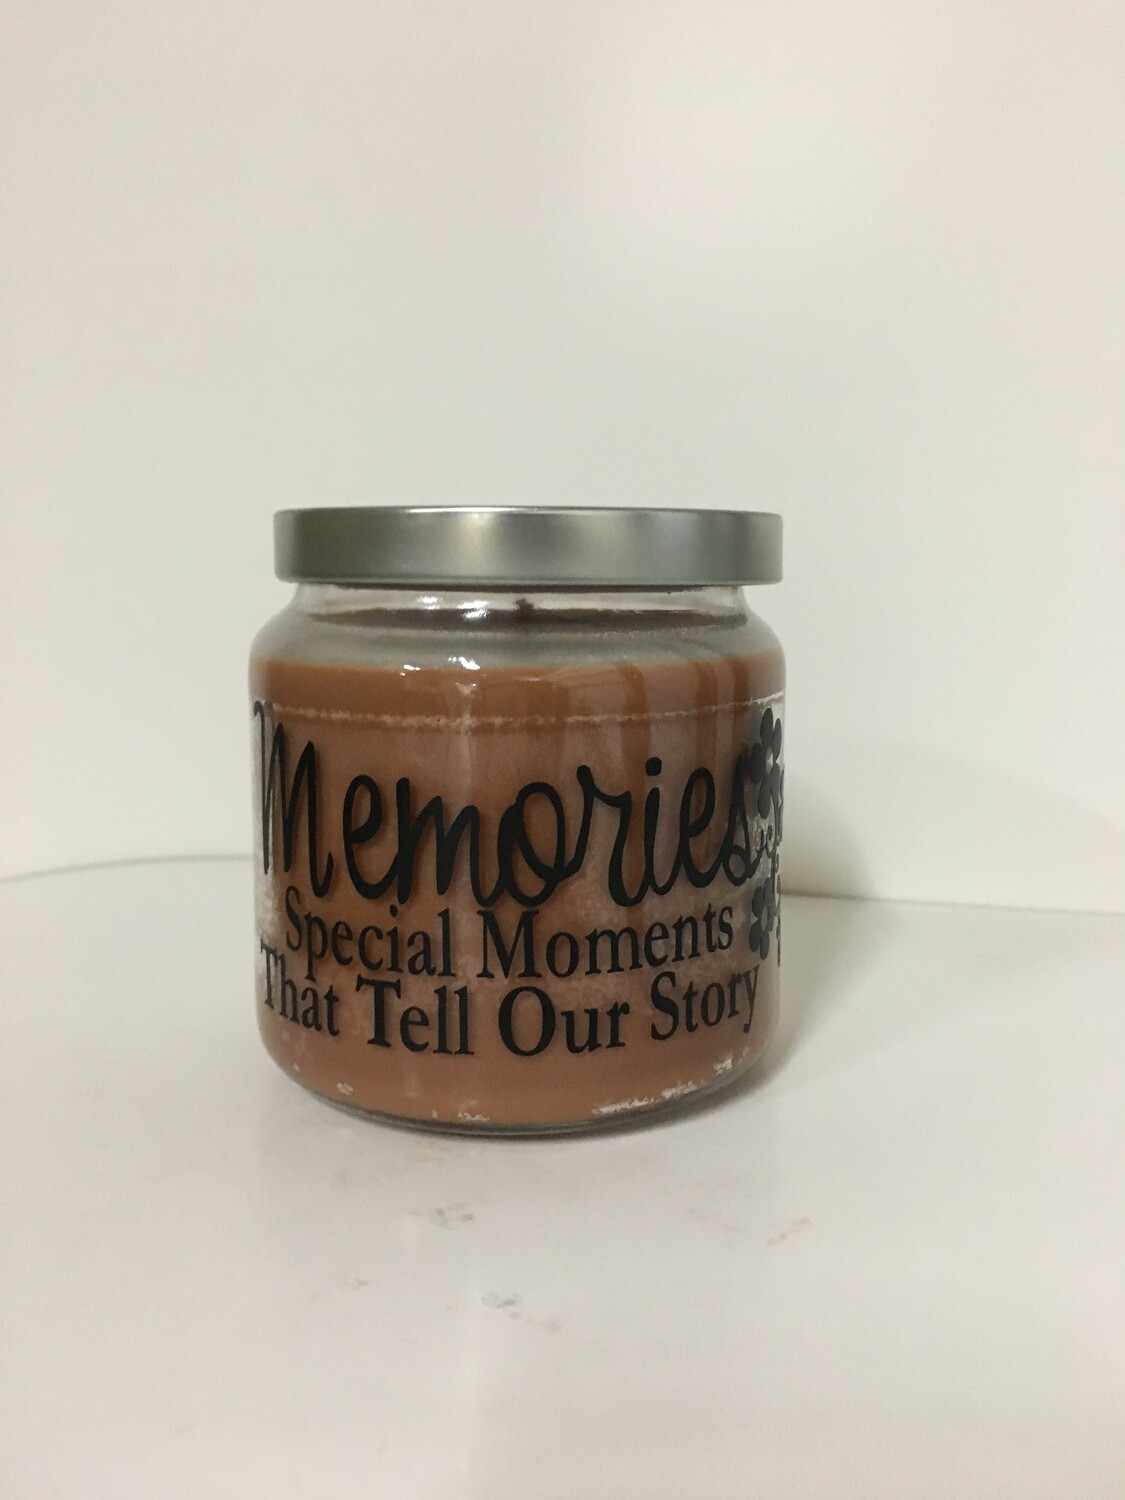 Memories
Special Moments
That Tell Our Story